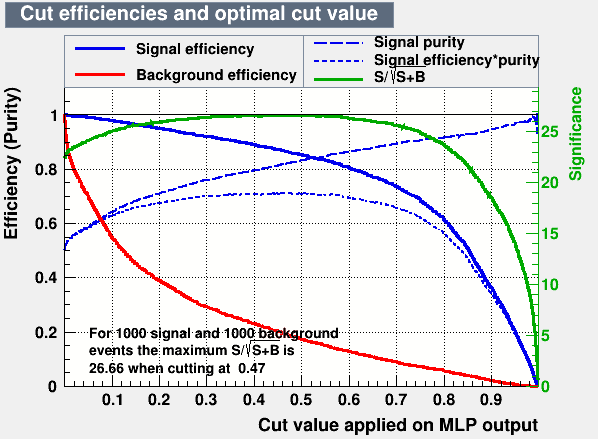 Cut efficiencies and optimal cut value
Signal efficiency
Background efficiency
Signal purity
Signal efficiency*purity
S/√S+B
Efficiency (Purity)
1
0.8
0.6
0.4
0.2
0
0.1 0.2 0.3 0.4 0.5 0.6 0.7 0.8 0.9
Cut value applied on MLP output
For 1000 signal and 1000 background
events the maximum S/√S+B is
26.66 when cutting at 0.47
Significance
25
20
15
10
5
0